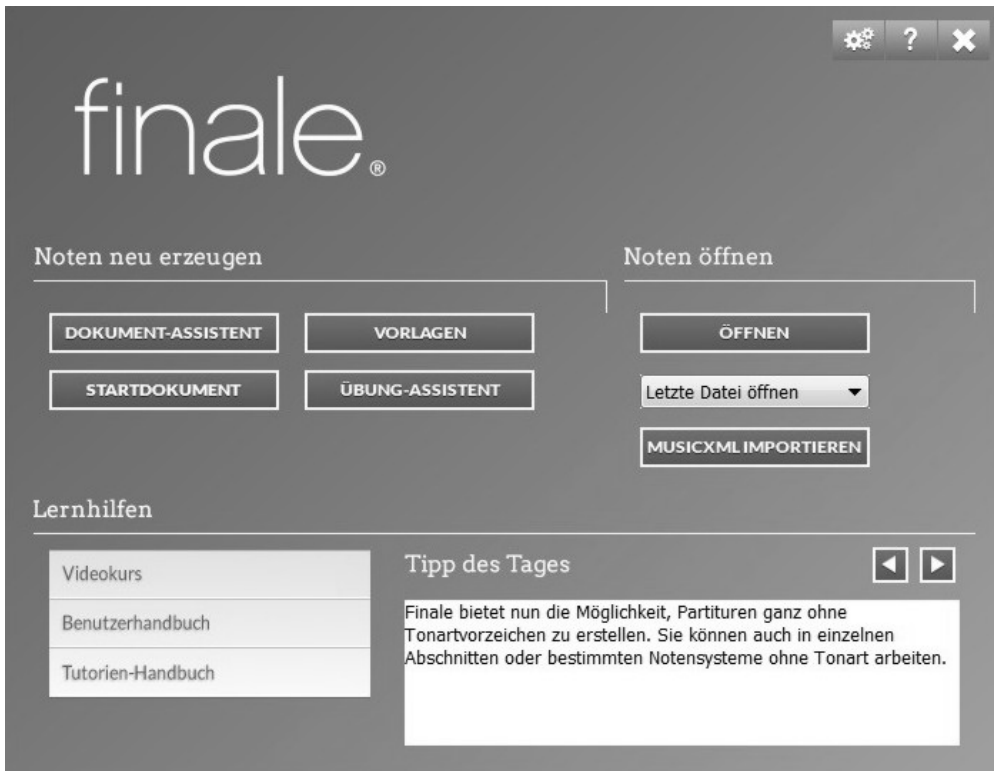 ?
finale®
Noten neu erzeugen
DOKUMENT-ASSISTENT
VORLAGEN
STARTDOKUMENT
ÜBUNG-ASSISTENT
Noten öffnen
ÖFFNEN
Letzte Datei öffnen
MUSICXML IMPORTIEREN
Lernhilfen
Videokurs
Benutzerhandbuch
Tutorien-Handbuch
Tipp des Tages
Finale bietet nun die Möglichkeit, Partituren ganz ohne
Tonartvorzeichen zu erstellen. Sie können auch in einzelnen
Abschnitten oder bestimmten Notensysteme ohne Tonart arbeiten.